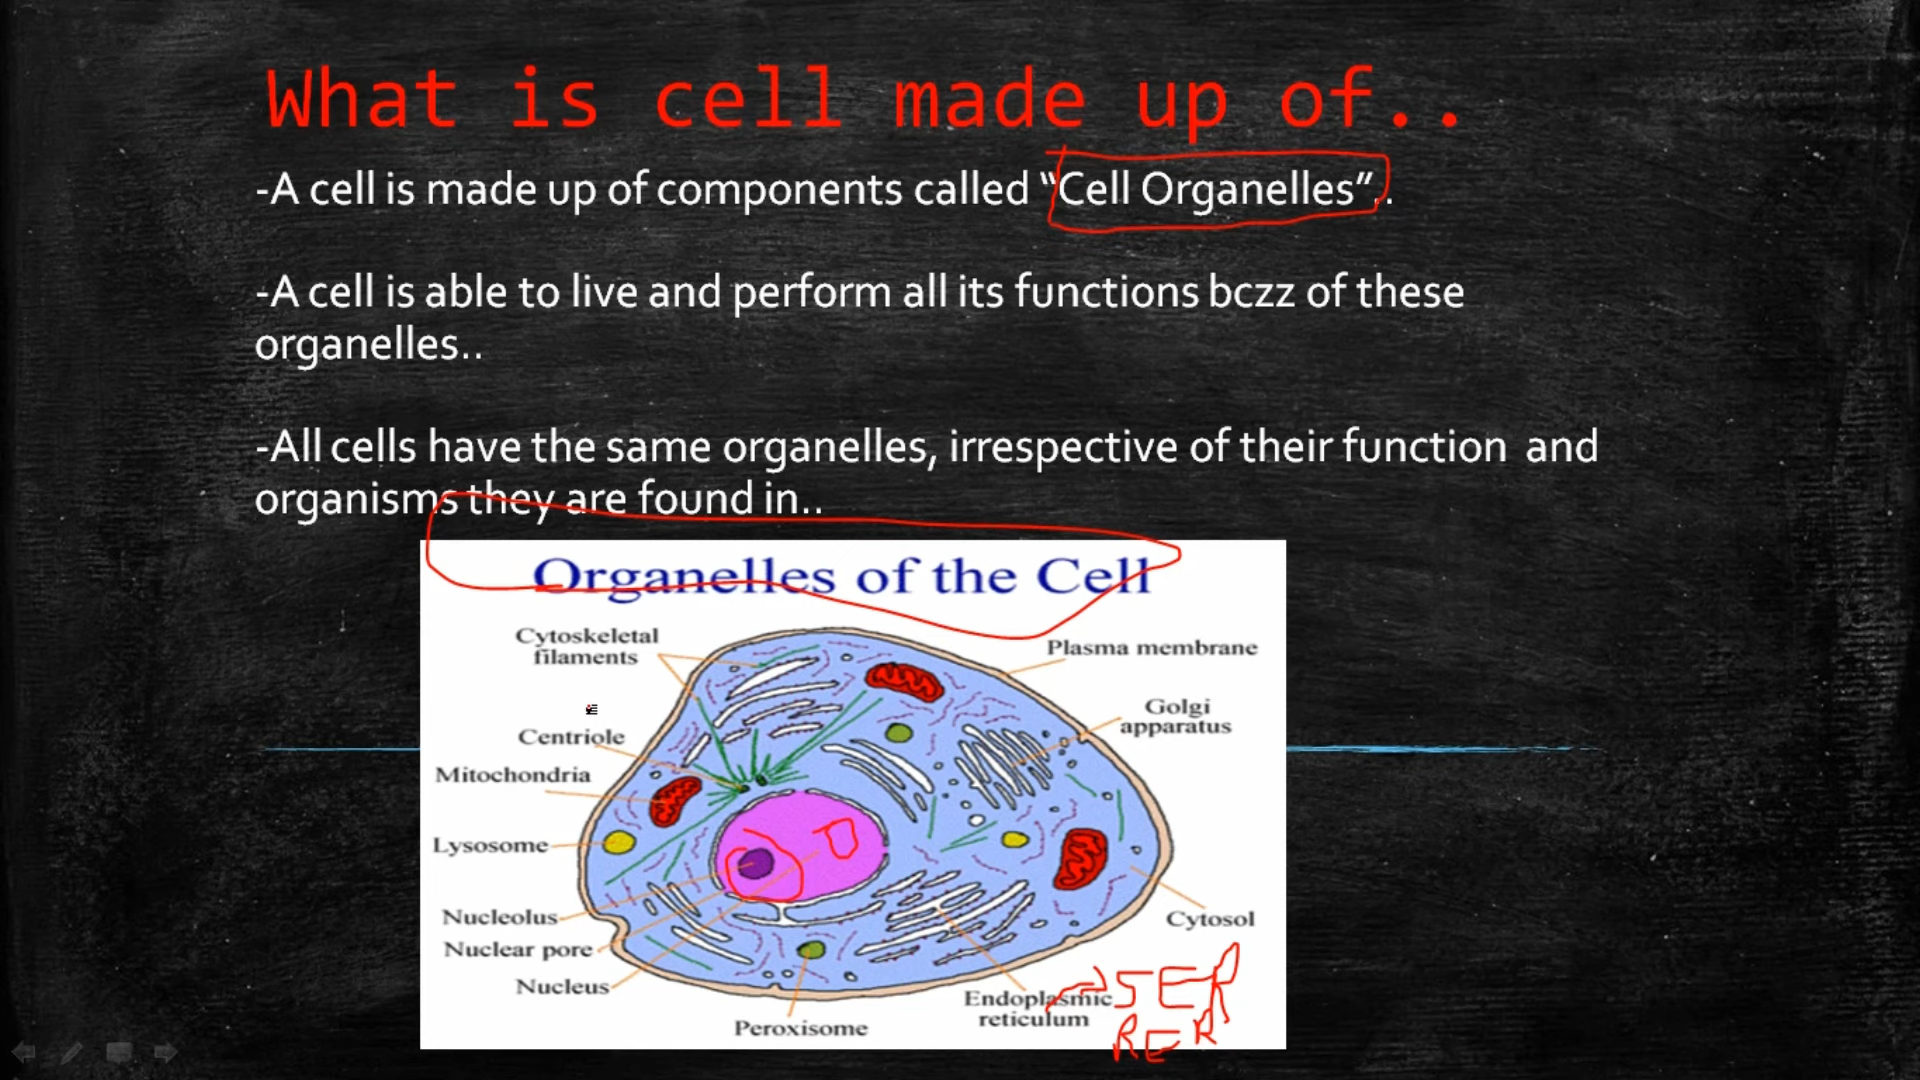 What is cell made up of..
-A cell is made up of components called “Cell Organelles”..
-A cell is able to live and perform all its functions bczz of these
organelles..
-All cells have the same organelles, irrespective of their function and
organisms they are found in..
Organelles of the Cell
Cytoskeletal
filaments
Plasma membrane
Golgi
apparatus
Centriole
Mitochondria
Lysosome
Nucleolus
Cytosol
Nuclear pore
Nucleus
Endoplasmic
reticulum
SER
RER
Peroxisome